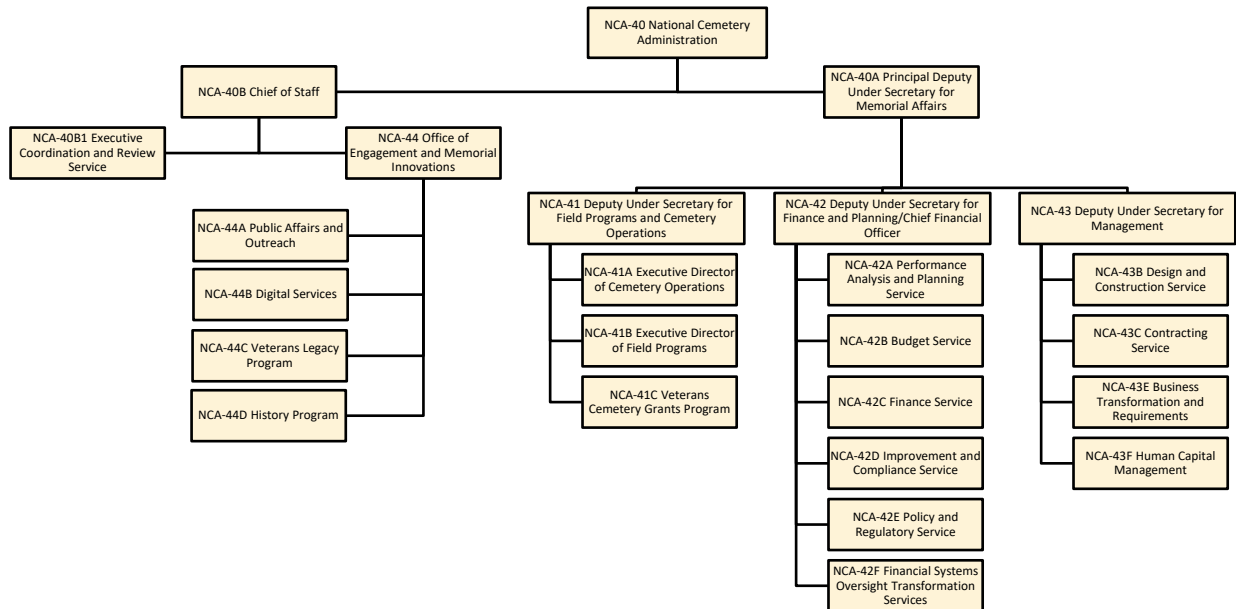 NCA-40 National Cemetery
Administration
NCA-40B Chief of Staff
NCA-40A Principal Deputy
Under Secretary for
Memorial Affairs
NCA-40B1 Executive
Coordination and Review
Service
NCA-44 Office of
Engagement and Memorial
Innovations
NCA-44A Public Affairs and
Outreach
NCA-44B Digital Services
NCA-44C Veterans Legacy
Program
NCA-44D History Program
NCA-41 Deputy Under Secretary for
Field Programs and Cemetery
Operations
NCA-41A Executive Director
of Cemetery Operations
NCA-41B Executive Director
of Field Programs
NCA-41C Veterans
Cemetery Grants Program
NCA-42 Deputy Under Secretary for
Finance and Planning/Chief Financial
Officer
NCA-42A Performance
Analysis and Planning
Service
NCA-42B Budget Service
NCA-42C Finance Service
NCA-42D Improvement and
Compliance Service
NCA-42E Policy and
Regulatory Service
NCA-42F Financial Systems
Oversight Transformation
Services
NCA-43 Deputy Under Secretary for
Management
NCA-43B Design and
Construction Service
NCA-43C Contracting
Service
NCA-43E Business
Transformation and
Requirements
NCA-43F Human Capital
Management